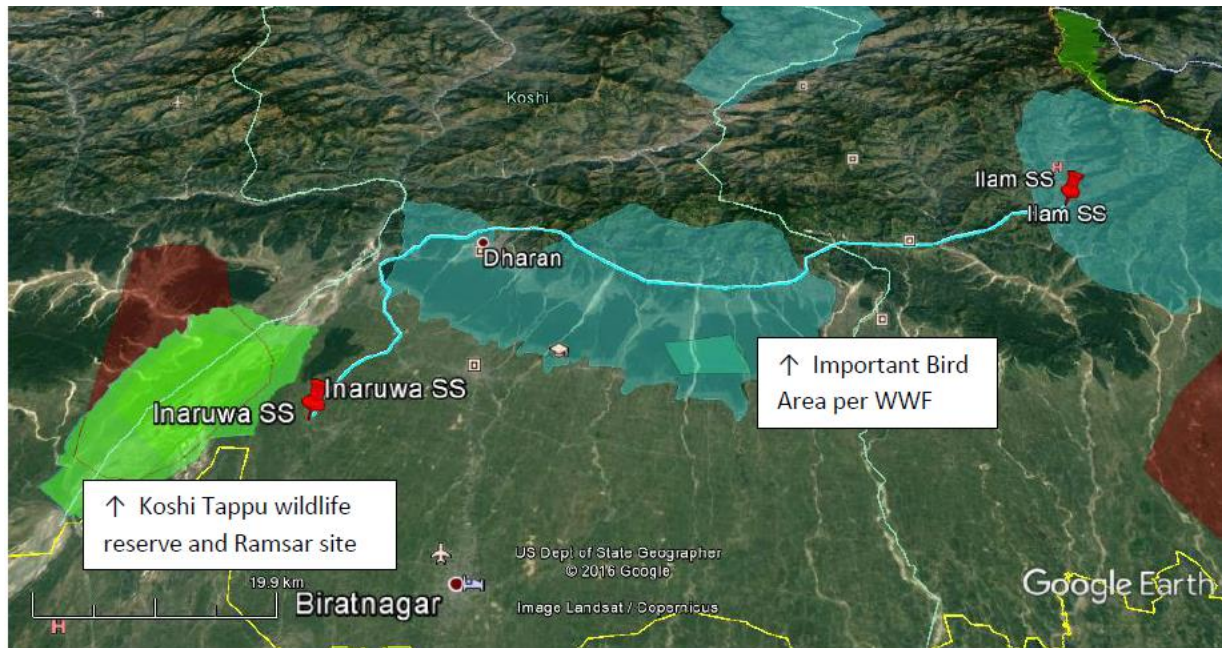 Koshi
Ilam SS
Ilam SS
Dharan
↑ Important Bird
Area per WWF
Inaruwa SS
Inaruwa SS
↑ Koshi Tappu wildlife
reserve and Ramsar site
US Dept of State Geographer
© 2016 Google
19.9 km
Biratnagar
Image Landsat / Copernicus
Google Earth
H
H